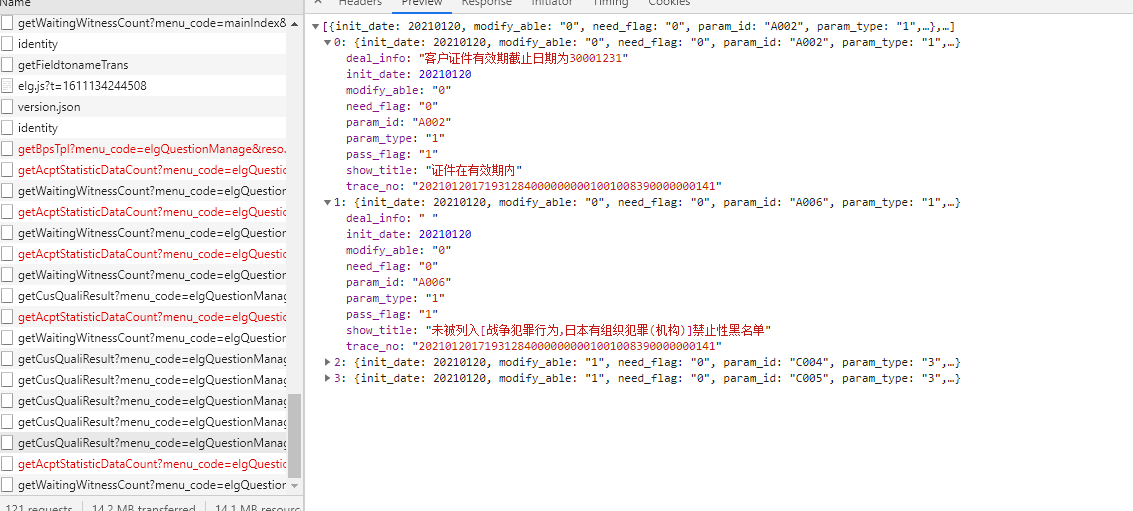 Name
getWaitingWitnessCount?menu_code=mainIndex&
identity
getFieldtonameTrans
elg.js?t=1611134244508
version.json
identity
getBpsTpl?menu_code=elgQuestionManage&reso.
getAcptStatisticDataCount?menu_code=elgQuestic
getWaitingWitnessCount?menu_code=elgQuestion
getAcptStatisticDataCount?menu_code=elgQuestic
getWaitingWitnessCount?menu_code=elgQuestion
getAcptStatisticDataCount?menu_code=elgQuestic
getWaitingWitnessCount?menu_code=elgQuestion
getCusQualiResult?menu_code=elgQuestionManag
getAcptStatisticDataCount?menu_code=elgQuestic
getWaitingWitnessCount?menu_code=elgQuestion
getCusQualiResult?menu_code=elgQuestionManag
getCusQualiResult?menu_code=elgQuestionManag
getCusQualiResult?menu_code=elgQuestionManag
getCusQualiResult?menu_code=elgQuestionManag
getCusQualiResult?menu_code=elgQuestionManag
getAcptStatisticDataCount?menu_code=elgQuestic
getWaitingWitnessCount?menu_code=elgQuestion
121 requests 14.2 MB transferred 14.1 MB resourc
Headers Preview Response Initiator Timing Cookies
[{init_date: 20210120, modify_able: "0", need_flag: "0", param_id: "A002", param_type: "1",…},…]
0: {init_date: 20210120, modify_able: "0", need_flag: "0", param_id: "A002", param_type: "1",…}
deal_info: "客户证件有效期截止日期为30001231"
init_date: 20210120
modify_able: "0"
need_flag: "0"
param_id: "A002"
param_type: "1"
pass_flag: "1"
show_title: "证件在有效期内"
trace_no: "20210120171931284000000000100100839000000­0141"
1: {init_date: 20210120, modify_able: "0", need_flag: "0", param_id: "A006", param_type: "1",…}
deal_info: " "
init_date: 20210120
modify_able: "0"
need_flag: "0"
param_id: "A006"
param_type: "1"
pass_flag: "1"
show_title: "未被列入[战争犯罪行为,日本有组织犯罪(机构)]禁止性黑名单"
trace_no: "202101201719312840000000001001008390000000141"
2: {init_date: 20210120, modify_able: "1", need_flag: "0", param_id: "C004", param_type: "3",…}
3: {init_date: 20210120, modify_able: "1", need_flag: "0", param_id: "C005", param_type: "3",…}